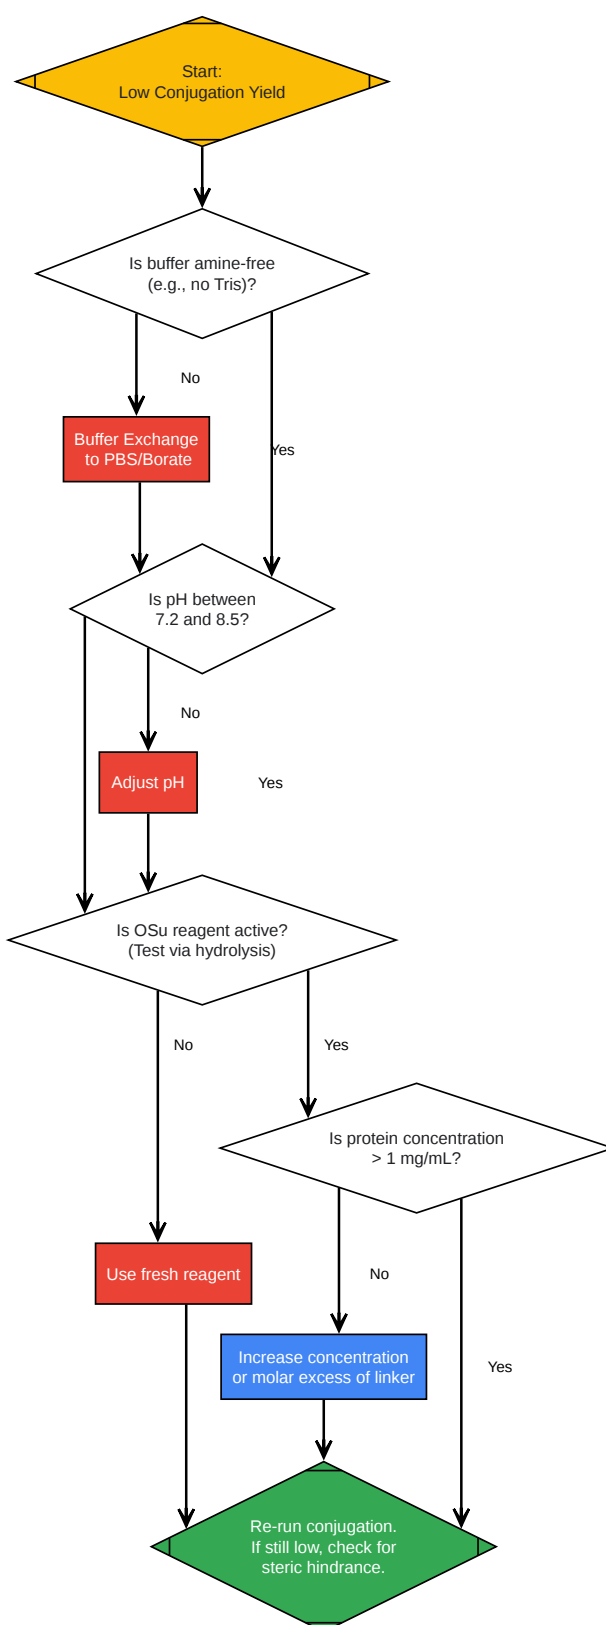 Start:
Low Conjugation Yield
Is buffer amine-free
(e.g., no Tris)?
No
Yes
Buffer Exchange
to PBS/Borate
Is pH between
7.2 and 8.5?
No
Adjust pH
Yes
Is OSu reagent active?
(Test via hydrolysis)
No
Yes
Is protein concentration
> 1 mg/mL?
Use fresh reagent
No
Increase concentration
or molar excess of linker
Yes
Re-run conjugation.
If still low, check for
steric hindrance.